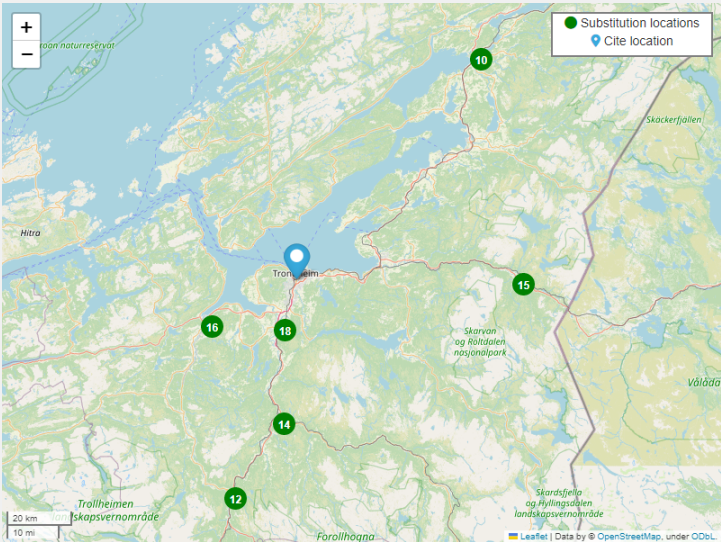 +
−
raan naturreservat
Substitution locations
Cite location
10
Skäckerfjällen
Hitra
Trondheim
15
16
18
Skarvan
og Roltdalen
nasjonalpark
Vålåda
14
12
Trollheimen
landskapsvernområde
Skardsfjella
og Hyllingsdalen
landskapsvernområde
Forollhogna
20 km
10 mi
Leaflet | Data by © OpenStreetMap, under ODbL.